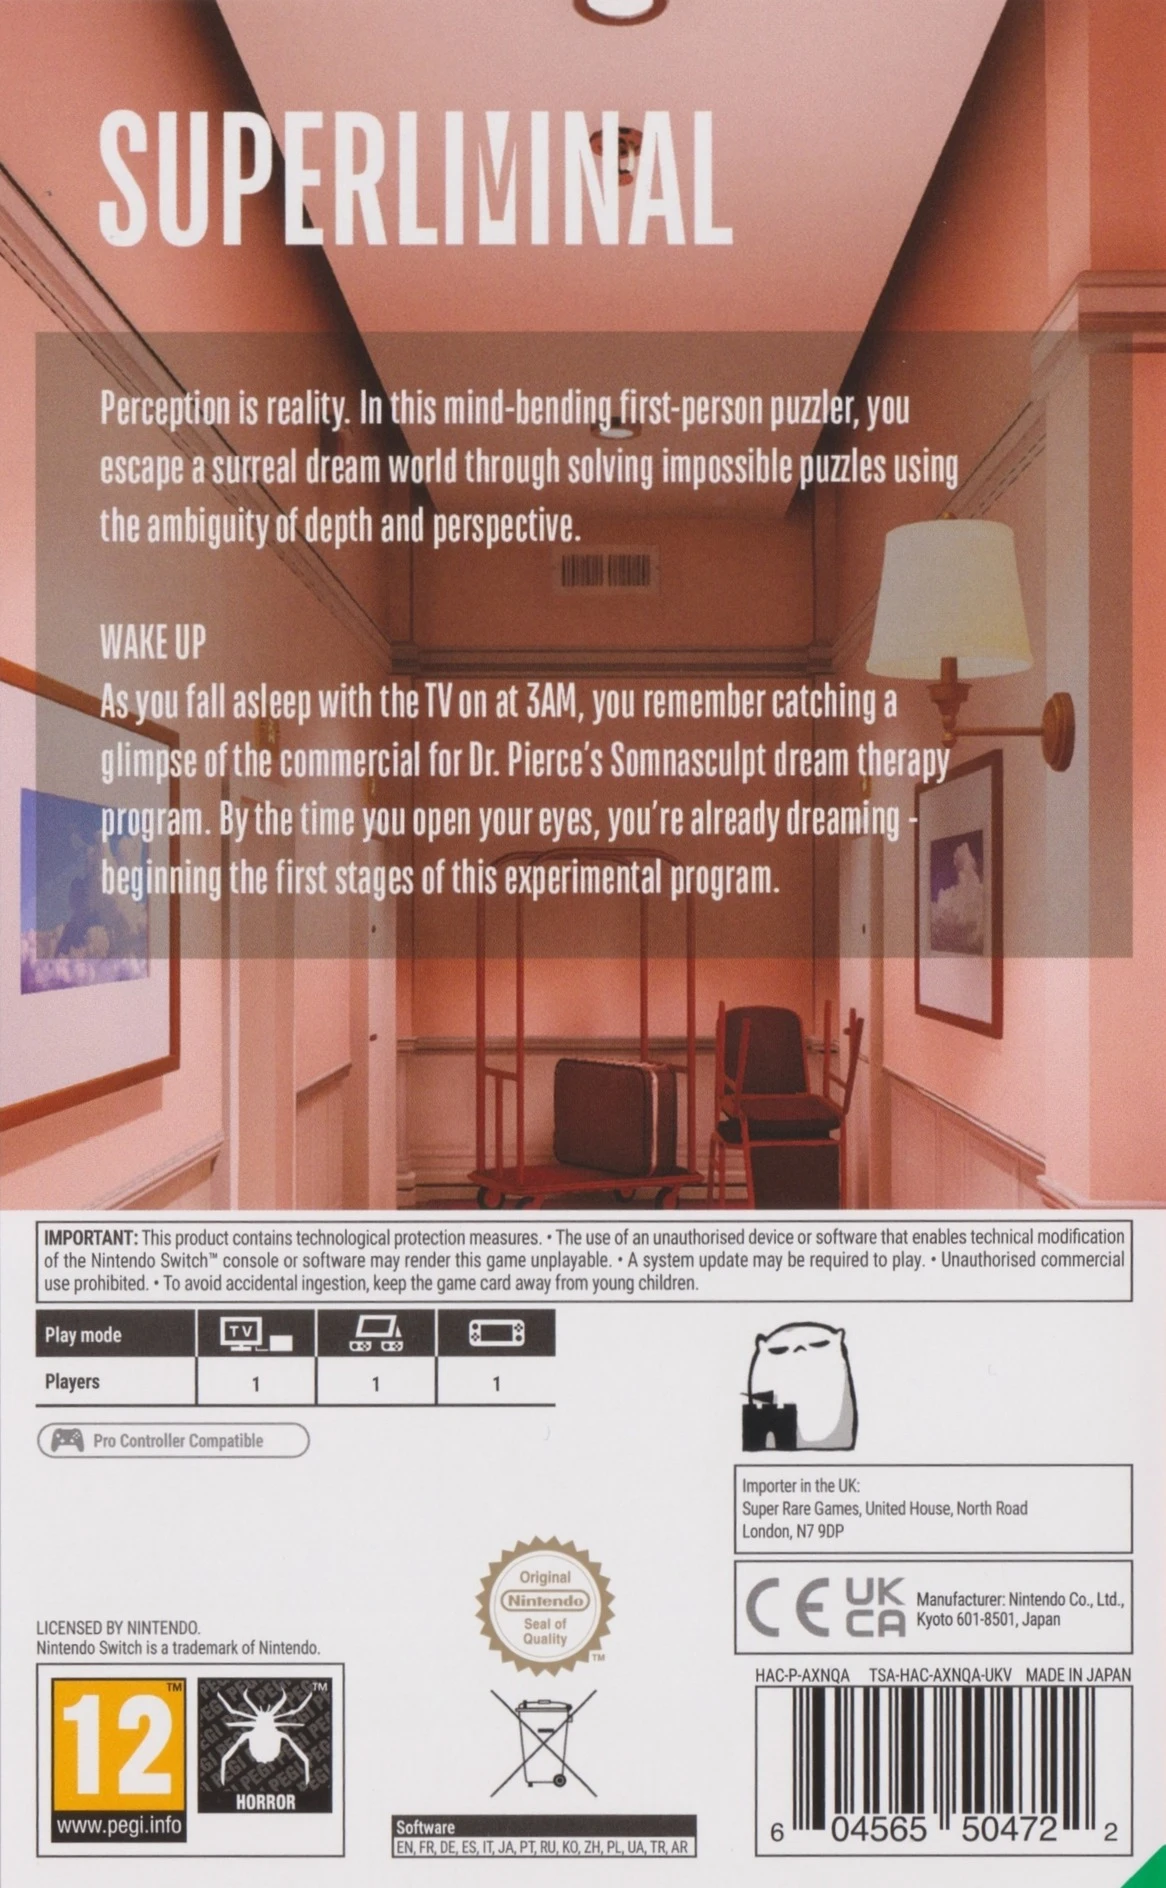 SUPERLIMINAL
Perception is reality. In this mind-bending first-person puzzler, you
escape a surreal dream world through solving impossible puzzles using
the ambiguity of depth and perspective.
WAKE UP
As you fall asleep with the TV on at 3AM, you remember catching a
glimpse of the commercial for Dr. Pierce's Somnasculpt dream therapy
program. By the time you open your eyes, you're already dreaming -
beginning the first stages of this experimental program.
IMPORTANT: This product contains technological protection measures. • The use of an unauthorised device or software that enables technical modification
of the Nintendo Switch™ console or software may render this game unplayable. • A system update may be required to play. • Unauthorised commercial
use prohibited. • To avoid accidental ingestion, keep the game card away from young children.
Play mode TV
Players 1 1 1
Pro Controller Compatible
Importer in the UK:
Super Rare Games, United House, North Road
London, N7 9DP
Original
Nintendo
Seal of
Quality
TM
CE UK CA
Manufacturer: Nintendo Co., Ltd.,
Kyoto 601-8501, Japan
LICENSED BY NINTENDO.
Nintendo Switch is a trademark of Nintendo.
HAC-P-AXNQA TSA-HAC-AXNQA-UKV MADE IN JAPAN
12 TM
www.pegi.info
PEGI PEGI PEGI TM
HORROR
Software
EN, FR, DE, ES, IT, JA, PT, RU, KO, ZH, PL, UA, TR, AR
6 04565 50472 2